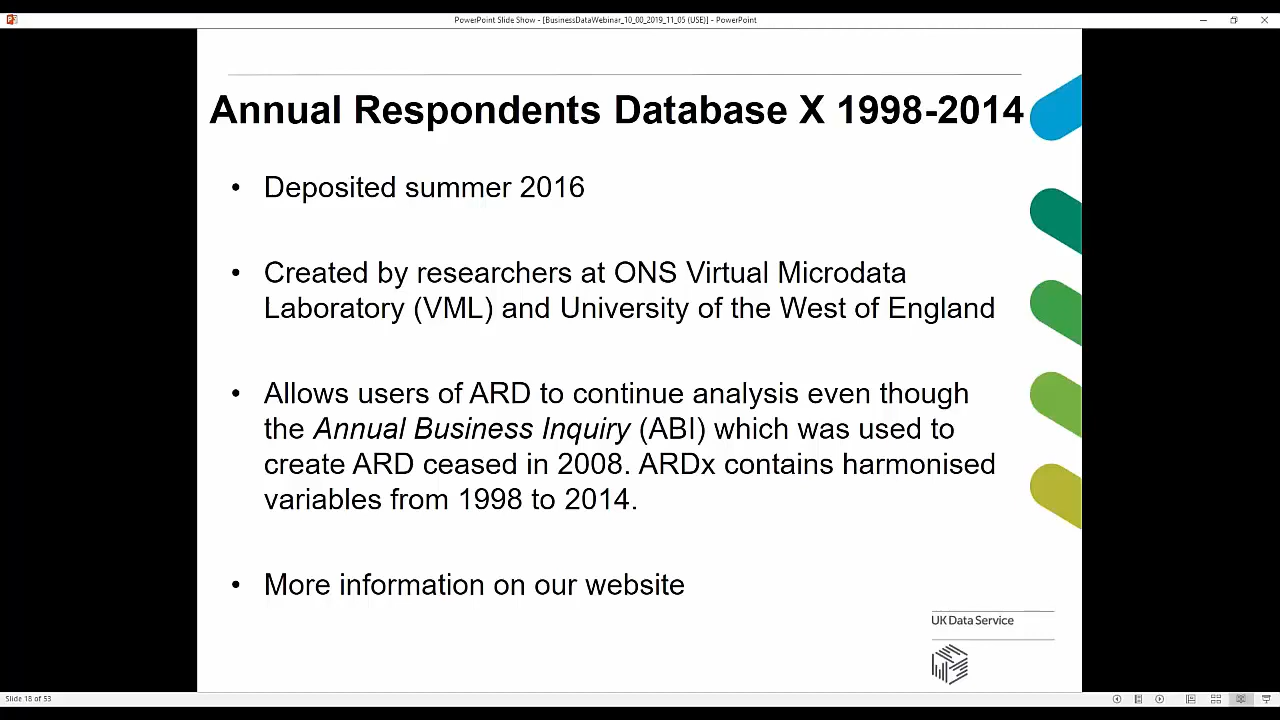 PowerPoint Slide Show - [BusinessDataWebinar_10_00_2019_11_05 (USE)] - PowerPoint
Annual Respondents Database X 1998-2014
• Deposited summer 2016
• Created by researchers at ONS Virtual Microdata
Laboratory (VML) and University of the West of England
• Allows users of ARD to continue analysis even though
the Annual Business Inquiry (ABI) which was used to
create ARD ceased in 2008. ARDx contains harmonised
variables from 1998 to 2014.
• More information on our website
UK Data Service
Slide 18 of 53